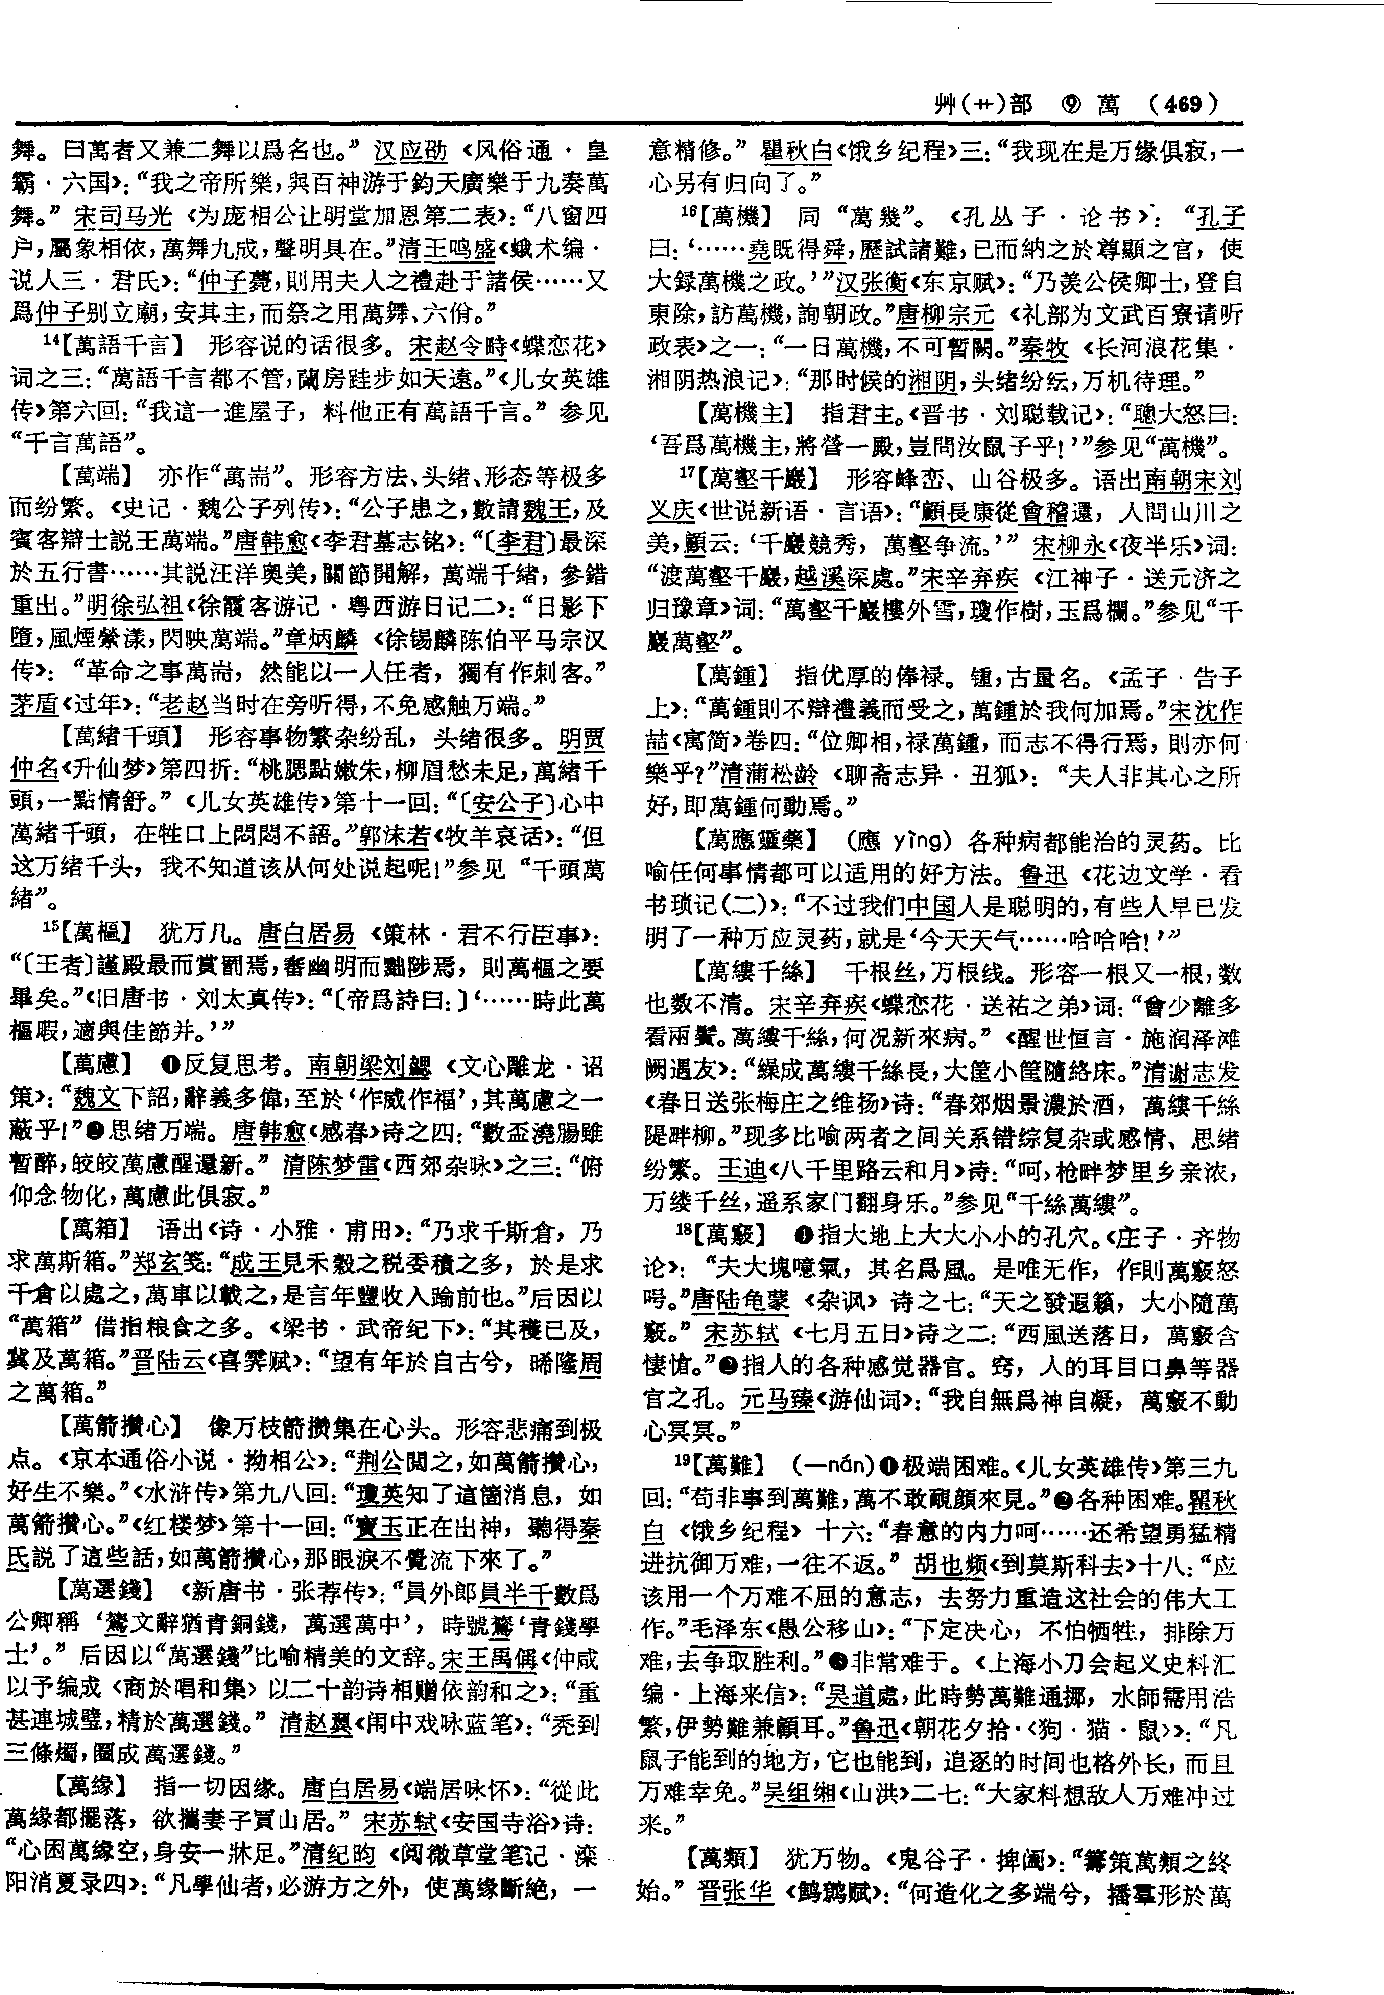 艸(艹)部 ⑨ 萬 (469)
舞。曰萬者又兼二舞以爲名也。”汉应劭《风俗通·皇
霸·六国》：“我之帝所樂，與百神游于鈞天廣樂于九奏萬
舞。”宋司马光《为庞相公让明堂加恩第二表》：“八窗四
户，屬象相依，萬舞九成，聲明具在。”清王鸣盛《蛾术编·
说人三·君氏》：“仲子薨，則用夫人之禮赴于諸侯……又
爲仲子别立廟，安其主，而祭之用萬舞、六佾。”
14【萬語千言】 形容说的话很多。宋赵令畤《蝶恋花》
词之三：“萬語千言都不管，蘭房跬步如天遠。”《儿女英雄
传》第六回：“我這一進屋子，料他正有萬語千言。”参见
“千言萬語”。
【萬端】 亦作“萬耑”。形容方法、头绪、形态等极多
而纷繁。《史记·魏公子列传》：“公子患之，數請魏王，及
賓客辯士説王萬端。”唐韩愈《李君墓志铭》：“〔李君〕最深
於五行書……其説汪洋奥美，關節開解，萬端千緒，參錯
重出。”明徐弘祖《徐霞客游记·粤西游日记二》：“日影下
墮，風煙縈漾，閃映萬端。”章炳麟《徐锡麟陈伯平马宗汉
传》：“革命之事萬耑，然能以一人任者，獨有作刺客。”
茅盾《过年》：“老赵当时在旁听得，不免感触万端。”
【萬緒千頭】 形容事物繁杂纷乱，头绪很多。明贾
仲名《升仙梦》第四折：“桃腮點嫩朱，柳眉愁未足，萬緒千
頭，一點情舒。”《儿女英雄传》第十一回：“〔安公子〕心中
萬緒千頭，在牲口上悶悶不語。”郭沫若《牧羊哀话》：“但
这万绪千头，我不知道该从何处说起呢！”参见“千頭萬
緒”。
15【萬樞】 犹万几。唐白居易《策林·君不行臣事》：
“〔王者〕謹殿最而賞罰焉，審幽明而黜陟焉，則萬樞之要
畢矣。”《旧唐书·刘太真传》：“〔帝爲詩曰：〕‘……時此萬
樞暇，適與佳節并。’”
【萬慮】 ❶反复思考。南朝梁刘勰《文心雕龙·诏
策》：“魏文下詔，辭義多偉，至於‘作威作福’，其萬慮之一
蔽乎！”❷思绪万端。唐韩愈《感春》诗之四：“數盃澆腸雖
暫醉，皎皎萬慮醒還新。”清陈梦雷《西郊杂咏》之三：“俯
仰念物化，萬慮此俱寂。”
【萬箱】 语出《诗·小雅·甫田》：“乃求千斯倉，乃
求萬斯箱。”郑玄笺：“成王見禾穀之税委積之多，於是求
千倉以處之，萬車以載之，是言年豐收入踰前也。”后因以
“萬箱”借指粮食之多。《梁书·武帝纪下》：“其穫已及，
冀及萬箱。”晋陆云《喜霁赋》：“望有年於自古兮，晞隆周
之萬箱。”
【萬箭攢心】 像万枝箭攒集在心头。形容悲痛到极
点。《京本通俗小说·拗相公》：“荆公閲之，如萬箭攢心，
好生不樂。”《水浒传》第九八回：“瓊英知了這箇消息，如
萬箭攢心。”《红楼梦》第十一回：“寶玉正在出神，聽得秦
氏説了這些話，如萬箭攢心，那眼淚不覺流下來了。”
【萬選錢】 《新唐书·张荐传》：“員外郎員半千數爲
公卿稱‘鷟文辭猶青銅錢，萬選萬中’，時號鷟‘青錢學
士’。”后因以“萬選錢”比喻精美的文辞。宋王禹偁《仲咸
以予编成《商於唱和集》以二十韵诗相赠依韵和之》：“重
甚連城璧，精於萬選錢。”清赵翼《闱中戏咏蓝笔》：“秃到
三條燭，圈成萬選錢。”
【萬缘】 指一切因缘。唐白居易《端居咏怀》：“從此
萬緣都擺落，欲攜妻子買山居。”宋苏轼《安国寺浴》诗：
“心困萬緣空，身安一牀足。”清纪昀《阅微草堂笔记·滦
阳消夏录四》：“凡學仙者，必游方之外，使萬缘斷絶，一
意精修。”瞿秋白《饿乡纪程》三：“我现在是万缘俱寂，一
心另有归向了。”
16【萬機】 同“萬幾”。《孔丛子·论书》：“孔子
曰：‘……堯既得舜，歷試諸難，已而納之於尊顯之官，使
大録萬機之政。’”汉张衡《东京赋》：“乃羨公侯卿士，登自
東除，訪萬機，詢朝政。”唐柳宗元《礼部为文武百寮请听
政表》之一：“一日萬機，不可暫闕。”秦牧《长河浪花集·
湘阴热浪记》：“那时侯的湘阴，头绪纷纭，万机待理。”
【萬機主】 指君主。《晋书·刘聪载记》：“聰大怒曰：
‘吾爲萬機主，將營一殿，豈問汝鼠子乎！’”参见“萬機”。
17【萬壑千巖】 形容峰峦、山谷极多。语出南朝宋刘
义庆《世说新语·言语》：“顧長康從會稽還，人問山川之
美，顧云：‘千巖競秀，萬壑争流。’”宋柳永《夜半乐》词：
“渡萬壑千巖，越溪深處。”宋辛弃疾《江神子·送元济之
归豫章》词：“萬壑千巖樓外雪，瓊作樹，玉爲欄。”参见“千
巖萬壑”。
【萬鍾】 指优厚的俸禄。锺，古量名。《孟子·告子
上》：“萬鍾則不辯禮義而受之，萬鍾於我何加焉。”宋沈作
喆《寓简》卷四：“位卿相，禄萬鍾，而志不得行焉，則亦何
樂乎？”清蒲松龄《聊斋志异·丑狐》：“夫人非其心之所
好，即萬鍾何動焉。”
【萬應靈藥】 (應 yìng) 各种病都能治的灵药。比
喻任何事情都可以适用的好方法。鲁迅《花边文学·看
书琐记(二)》：“不过我们中国人是聪明的，有些人早已发
明了一种万应灵药，就是‘今天天气……哈哈哈！’”
【萬縷千絲】 千根丝，万根线。形容一根又一根，数
也数不清。宋辛弃疾《蝶恋花·送祐之弟》词：“會少離多
看兩鬢。萬縷千絲，何况新來病。”《醒世恒言·施润泽滩
阙遇友》：“繰成萬縷千絲長，大筐小筐隨絡床。”清谢志发
《春日送张梅庄之维扬》诗：“春郊烟景濃於酒，萬縷千絲
隄畔柳。”现多比喻两者之间关系错综复杂或感情、思绪
纷繁。王迪《八千里路云和月》诗：“呵，枪畔梦里乡亲浓，
万缕千丝，遥系家门翻身乐。”参见“千絲萬縷”。
18【萬竅】 ❶指大地上大大小小的孔穴。《庄子·齐物
论》：“夫大塊噫氣，其名爲風。是唯无作，作則萬竅怒
呺。”唐陆龟蒙《杂讽》诗之七：“天之發遐籟，大小隨萬
竅。”宋苏轼《七月五日》诗之二：“西風送落日，萬竅含
悽愴。”❷指人的各种感觉器官。窍，人的耳目口鼻等器
官之孔。元马臻《游仙词》：“我自無爲神自凝，萬竅不動
心冥冥。”
19【萬難】 (—nán)❶极端困难。《儿女英雄传》第三九
回：“苟非事到萬難，萬不敢靦顔來見。”❷各种困难。瞿秋
白《饿乡纪程》十六：“春意的内力呵……还希望勇猛精
进抗御万难，一往不返。”胡也频《到莫斯科去》十八：“应
该用一个万难不屈的意志，去努力重造这社会的伟大工
作。”毛泽东《愚公移山》：“下定决心，不怕牺牲，排除万
难，去争取胜利。”❸非常难于。《上海小刀会起义史料汇
编·上海来信》：“吴道處，此時勢萬難通挪，水師需用浩
繁，伊勢難兼顧耳。”鲁迅《朝花夕拾·〈狗·猫·鼠〉》：“凡
鼠子能到的地方，它也能到，追逐的时间也格外长，而且
万难幸免。”吴组缃《山洪》二七：“大家料想敌人万难冲过
来。”
【萬類】 犹万物。《鬼谷子·捭阖》：“籌策萬類之終
始。”晋张华《鹪鹩赋》：“何造化之多端兮，播羣形於萬